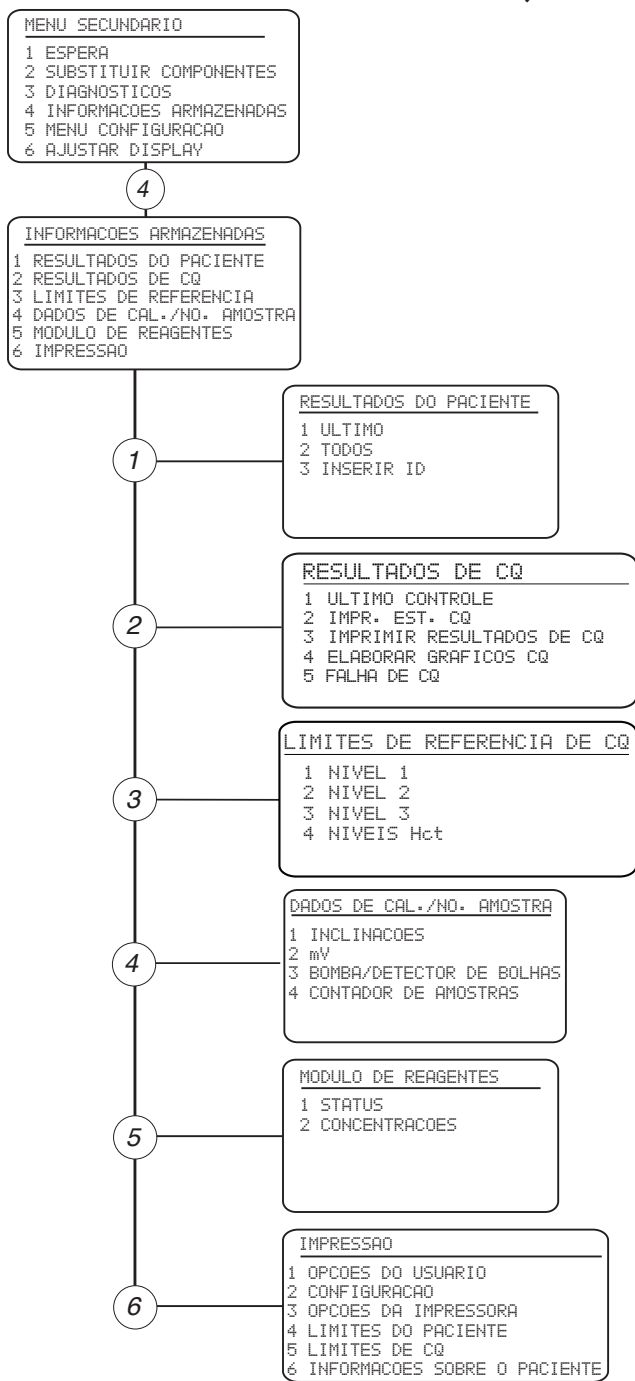 MENU SECUNDARIO
1 ESPERA
2 SUBSTITUIR COMPONENTES
3 DIAGNOSTICOS
4 INFORMACOES ARMAZENADAS
5 MENU CONFIGURACAO
6 AJUSTAR DISPLAY
4
INFORMACOES ARMAZENADAS
1 RESULTADOS DO PACIENTE
2 RESULTADOS DE CQ
3 LIMITES DE REFERENCIA
4 DADOS DE CAL./NO. AMOSTRA
5 MODULO DE REAGENTES
6 IMPRESSAO
1
RESULTADOS DO PACIENTE
1 ULTIMO
2 TODOS
3 INSERIR ID
2
RESULTADOS DE CQ
1 ULTIMO CONTROLE
2 IMPR. EST. CQ
3 IMPRIMIR RESULTADOS DE CQ
4 ELABORAR GRAFICOS CQ
5 FALHA DE CQ
3
LIMITES DE REFERENCIA DE CQ
1 NIVEL 1
2 NIVEL 2
3 NIVEL 3
4 NIVEIS Hct
4
DADOS DE CAL./NO. AMOSTRA
1 INCLINACOES
2 mV
3 BOMBA/DETECTOR DE BOLHAS
4 CONTADOR DE AMOSTRAS
5
MODULO DE REAGENTES
1 STATUS
2 CONCENTRACOES
6
IMPRESSAO
1 OPCOES DO USUARIO
2 CONFIGURACAO
3 OPCOES DA IMPRESSORA
4 LIMITES DO PACIENTE
5 LIMITES DE CQ
6 INFORMACOES SOBRE O PACIENTE